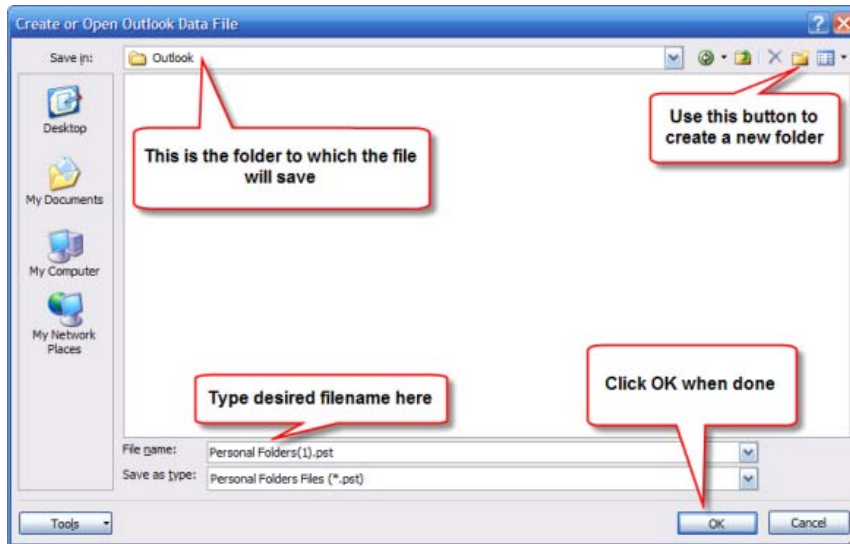 Create or Open Outlook Data File
Save in:
Outlook
Use this button to
create a new folder
This is the folder to which the file
will save
Desktop
My Documents
My Computer
My Network
Places
Type desired filename here
Click OK when done
File name:
Personal Folders(1).pst
Save as type:
Personal Folders Files (*.pst)
Tools
OK
Cancel